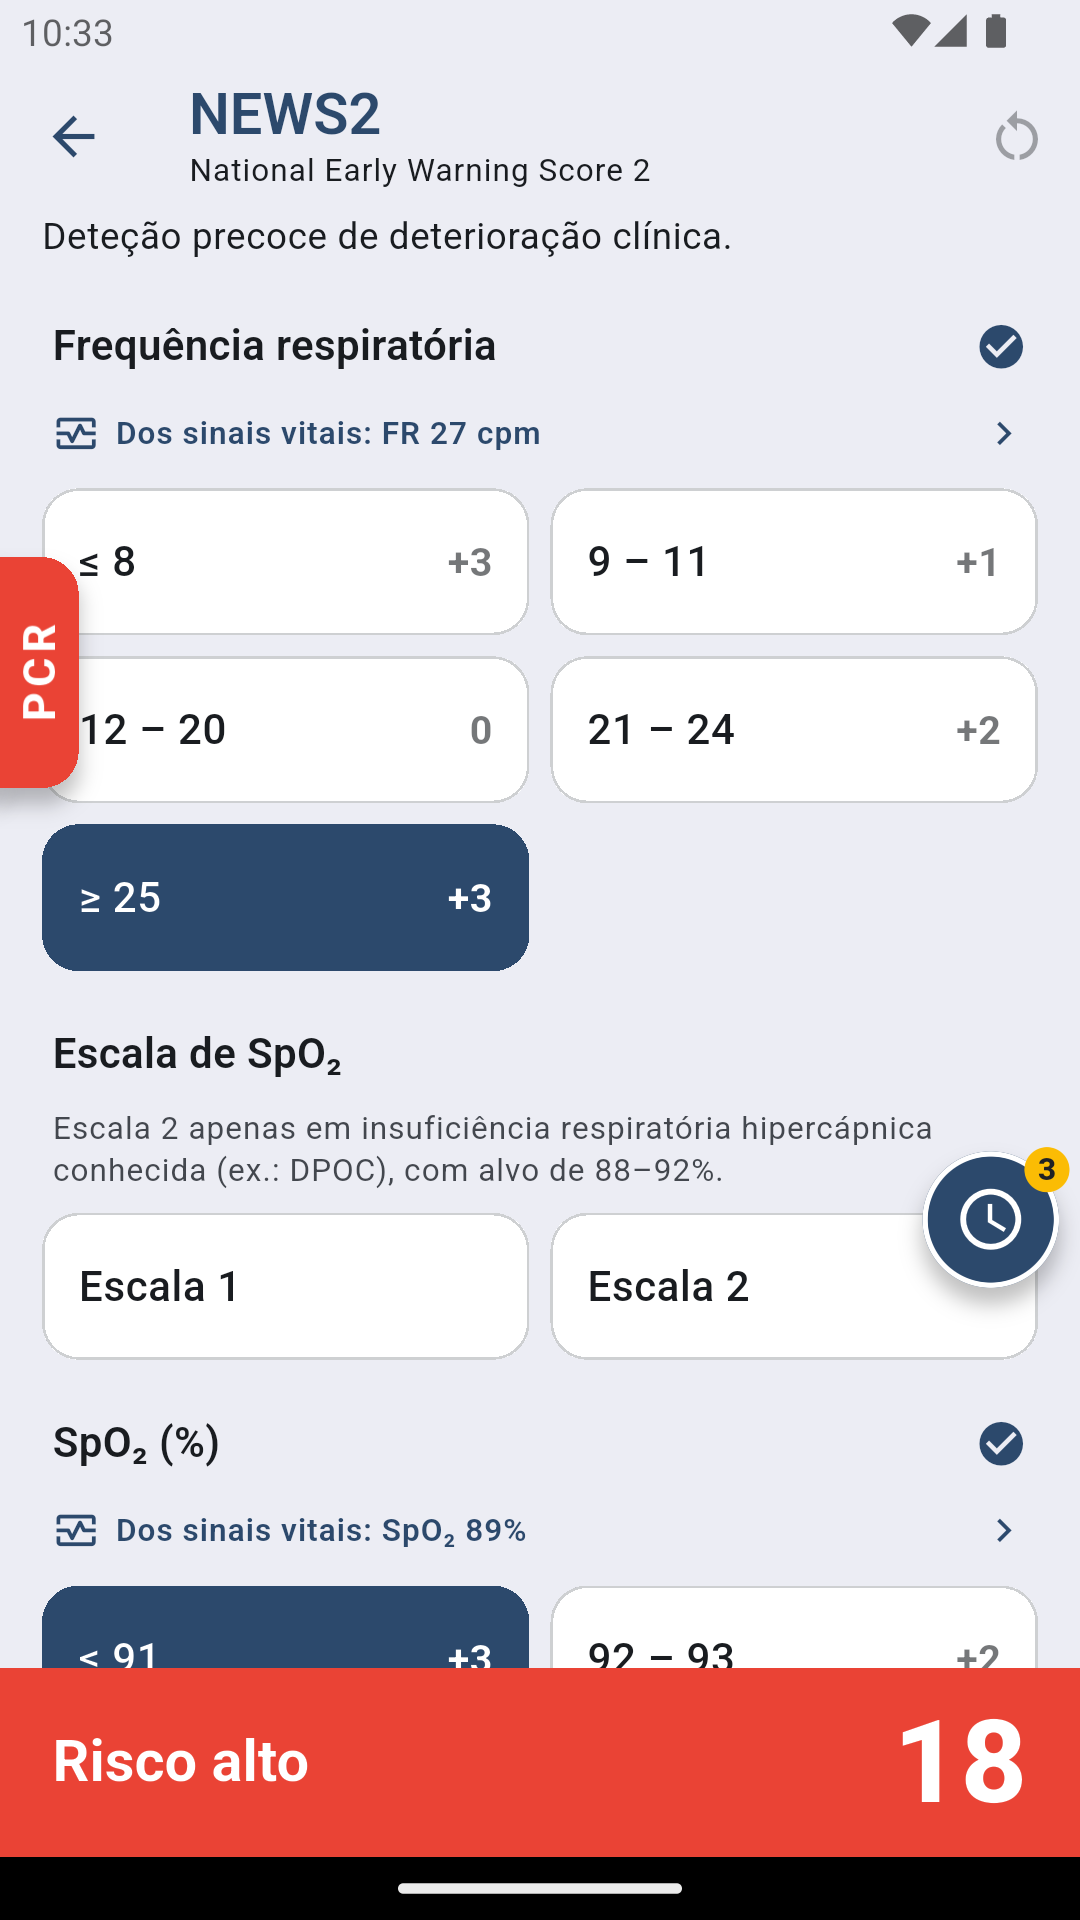 10:33
NEWS2
National Early Warning Score 2
Deteção precoce de deterioração clínica.
Frequência respiratória
Dos sinais vitais: FR 27 cpm
≤ 8 +3
9 – 11 +1
PCR
12 – 20 0
21 – 24 +2
≥ 25 +3
Escala de SpO₂
Escala 2 apenas em insuficiência respiratória hipercápnica
conhecida (ex.: DPOC), com alvo de 88–92%.
3
Escala 1
Escala 2
SpO₂ (%)
Dos sinais vitais: SpO₂ 89%
≤ 91 +3
92 – 93 +2
Risco alto 18